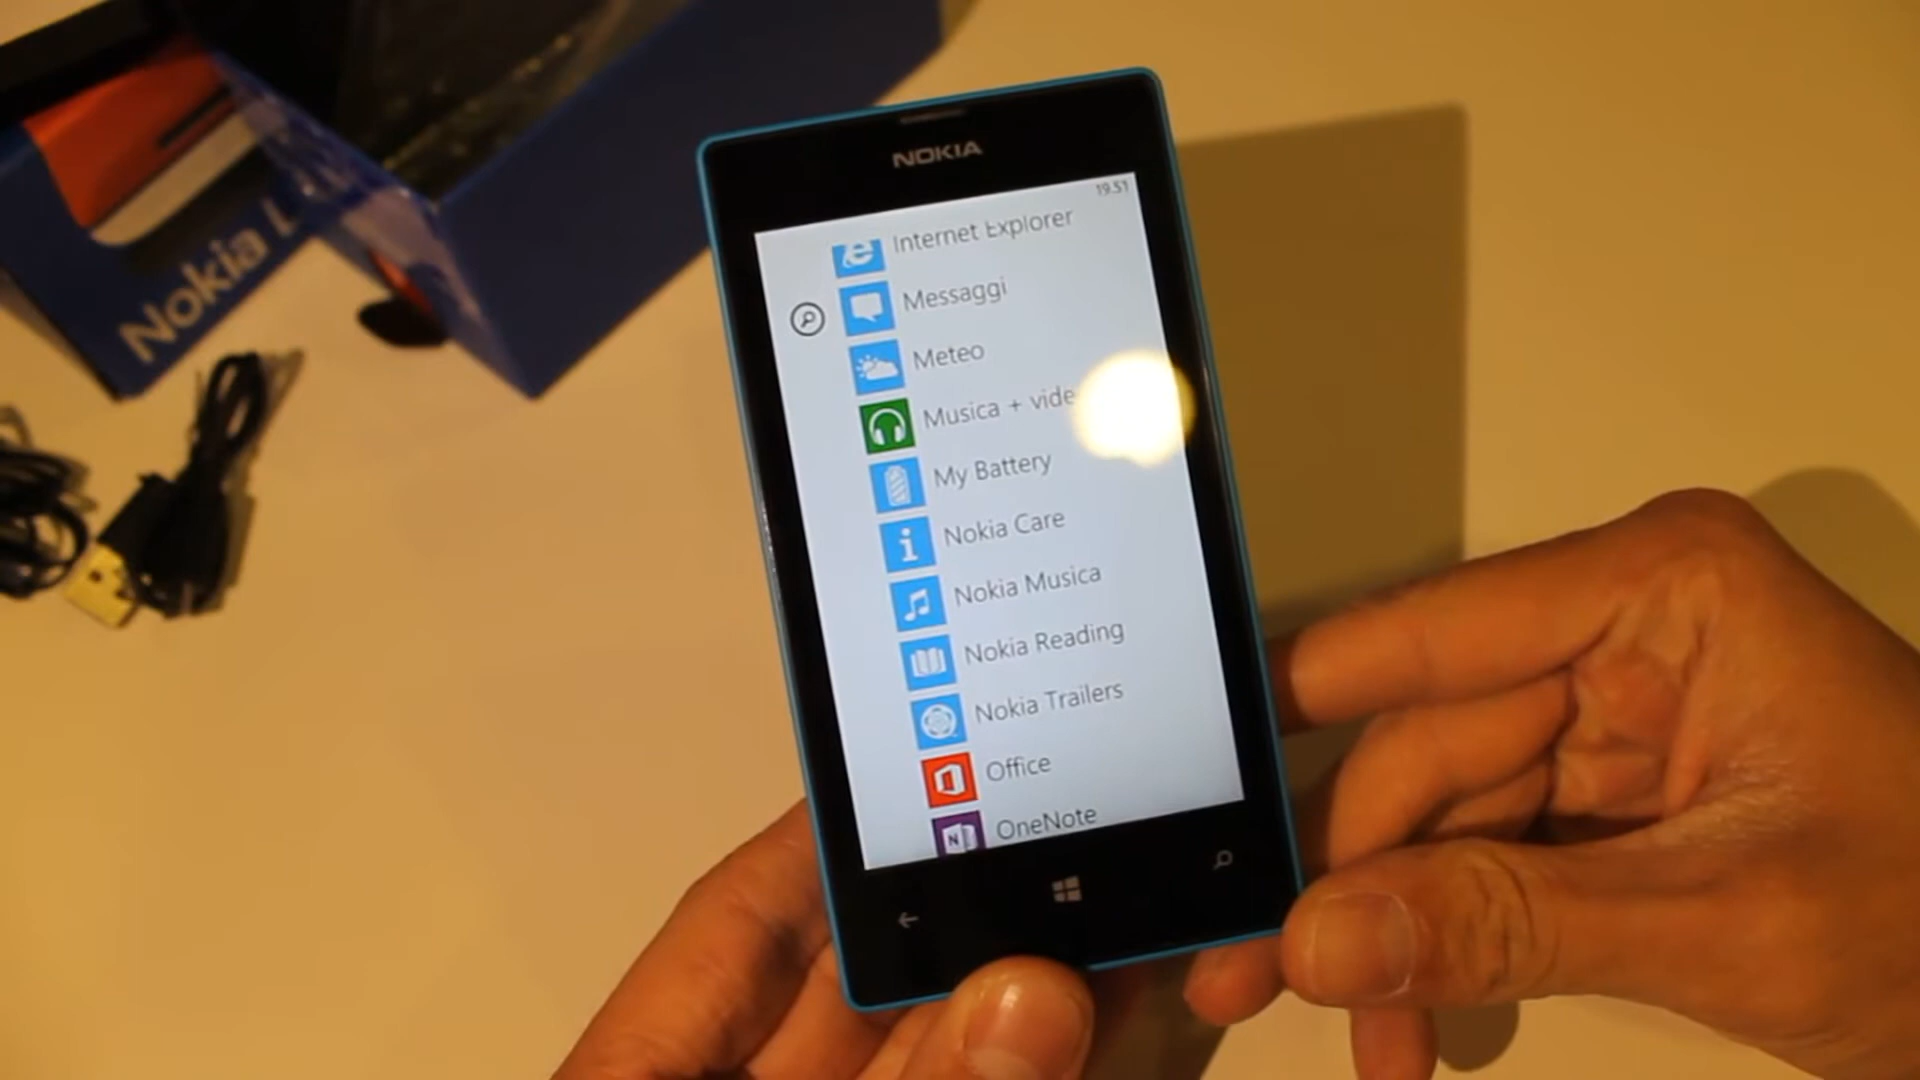 NOKIA
19.51
Internet Explorer
Messaggi
Meteo
Musica + vide
My Battery
Nokia Care
Nokia Musica
Nokia Reading
Nokia Trailers
Office
OneNote
Nokia L